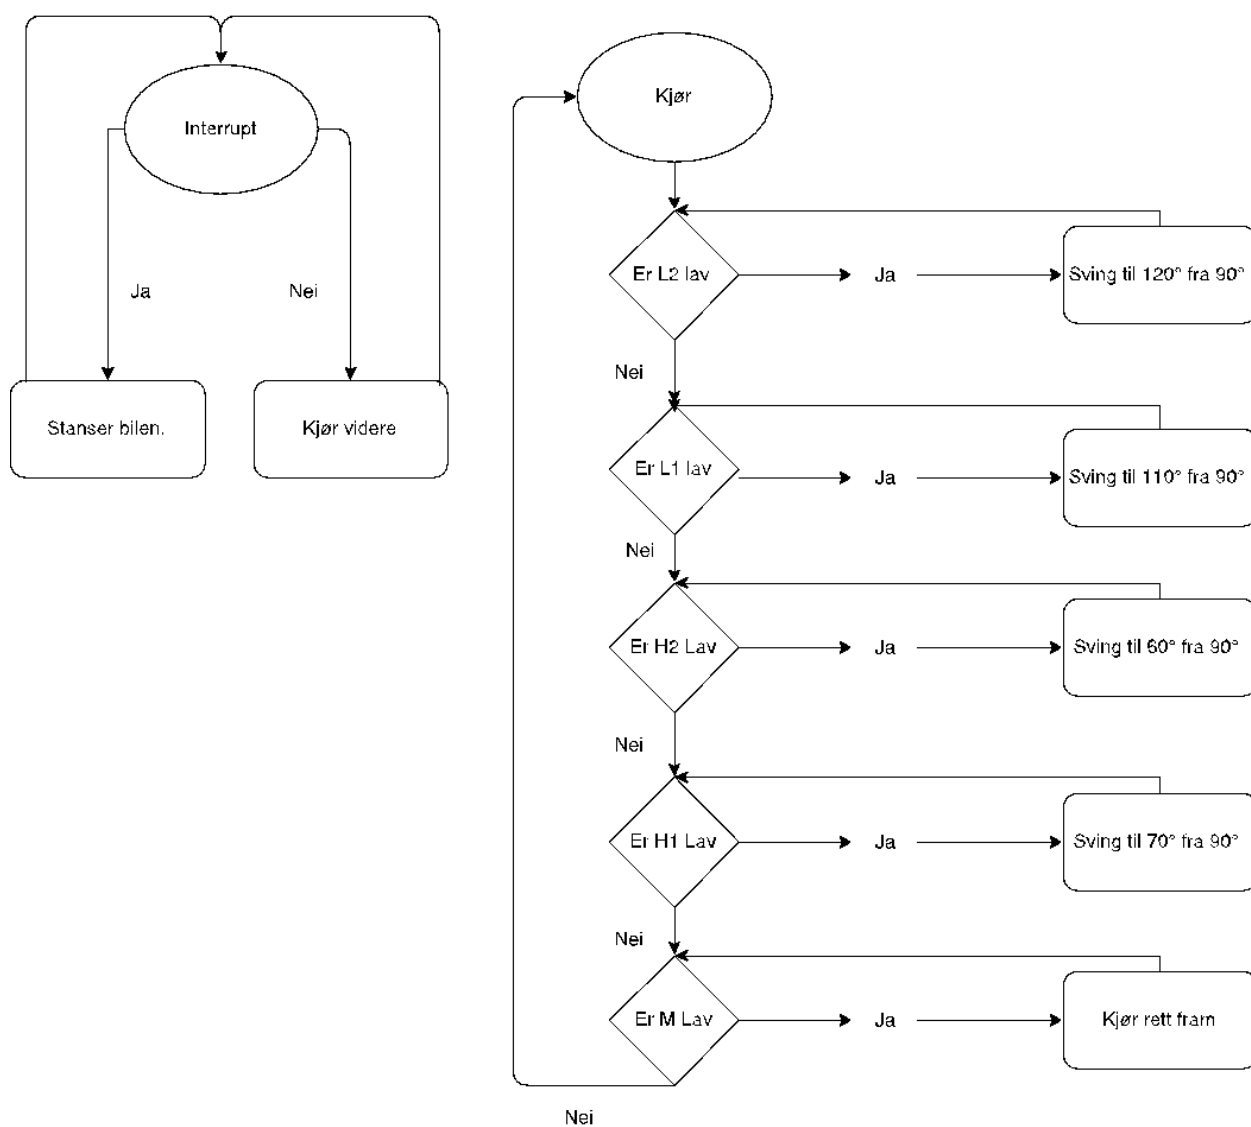 Interrupt
Ja
Nei
Stanser bilen.
Kjør videre
Kjør
Er L2 lav
Ja
Sving til 120° fra 90°
Nei
Er L1 lav
Ja
Sving til 110° fra 90°
Nei
Er H2 Lav
Ja
Sving til 60° fra 90°
Nei
Er H1 Lav
Ja
Sving til 70° fra 90°
Nei
Er M Lav
Ja
Kjør rett fram
Nei